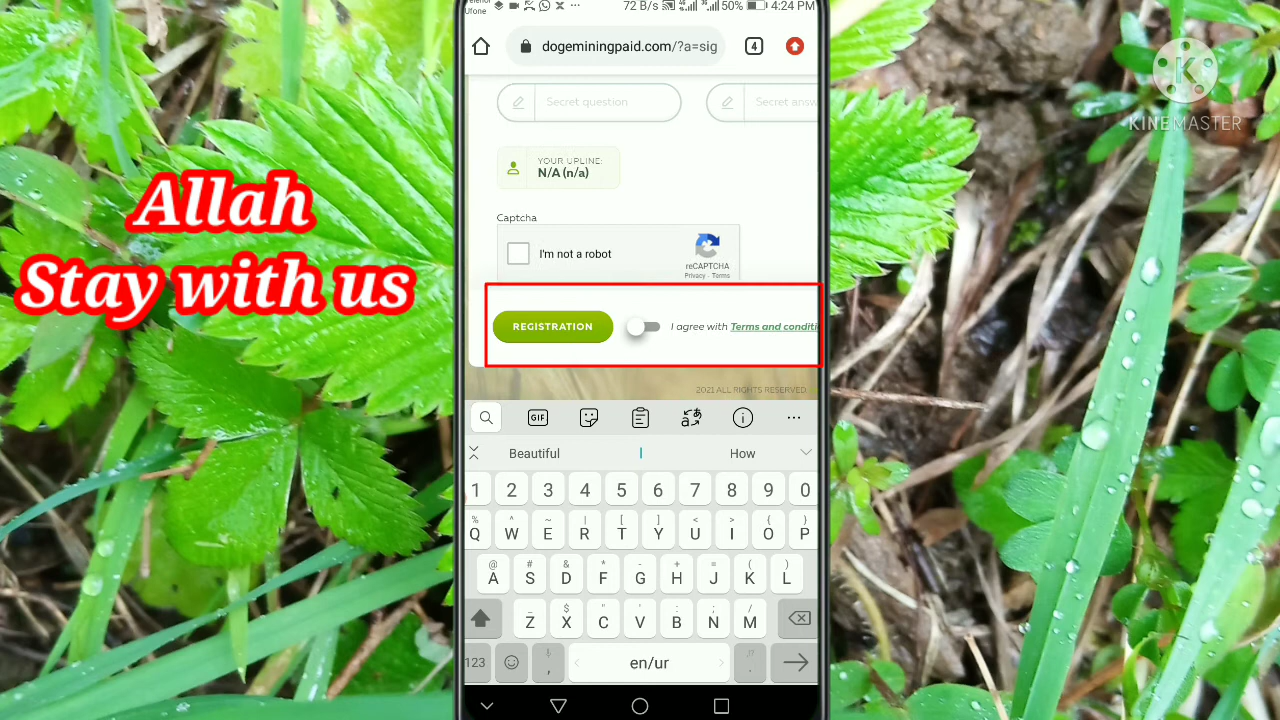 Ufone
72 B/s
50%
4:24 PM
dogeminingpaid.com/?a=sig
4
Secret question
Secret answ
YOUR UPLINE:
N/A (n/a)
Captcha
I'm not a robot
reCAPTCHA
Privacy - Terms
REGISTRATION
I agree with Terms and conditi
2021 ALL RIGHTS RESERVED
GIF
Beautiful
How
1 2 3 4 5 6 7 8 9 0
% ^ ~ | [ ] < > { }
Q W E R T Y U I O P
@ # & * - + = ( )
A S D F G H J K L
_ $ " ' : ; /
Z X C V B N M
123
,
en/ur
.
Allah
Stay with us
K
KINEMASTER